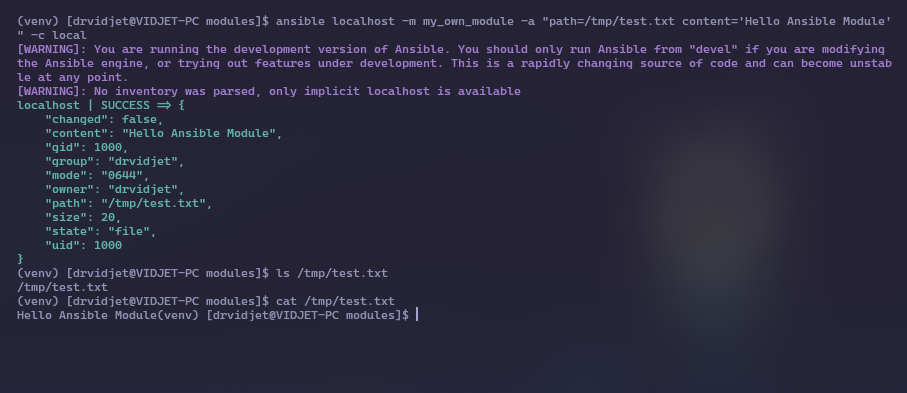 (venv) [drvidjet@VIDJET-PC modules]$ ansible localhost -m my_own_module -a "path=/tmp/test.txt content='Hello Ansible Module'
" -c local
[WARNING]: You are running the development version of Ansible. You should only run Ansible from "devel" if you are modifying
the Ansible engine, or trying out features under development. This is a rapidly changing source of code and can become unstab
le at any point.
[WARNING]: No inventory was parsed, only implicit localhost is available
localhost | SUCCESS => {
    "changed": false,
    "content": "Hello Ansible Module",
    "gid": 1000,
    "group": "drvidjet",
    "mode": "0644",
    "owner": "drvidjet",
    "path": "/tmp/test.txt",
    "size": 20,
    "state": "file",
    "uid": 1000
}
(venv) [drvidjet@VIDJET-PC modules]$ ls /tmp/test.txt
/tmp/test.txt
(venv) [drvidjet@VIDJET-PC modules]$ cat /tmp/test.txt
Hello Ansible Module(venv) [drvidjet@VIDJET-PC modules]$